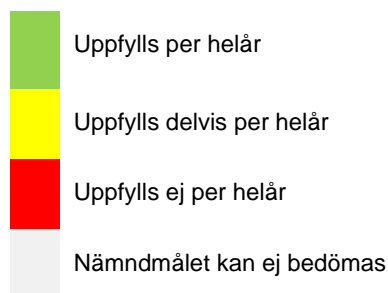 Uppfylls per helår
Uppfylls delvis per helår
Uppfylls ej per helår
Nämndmålet kan ej bedömas